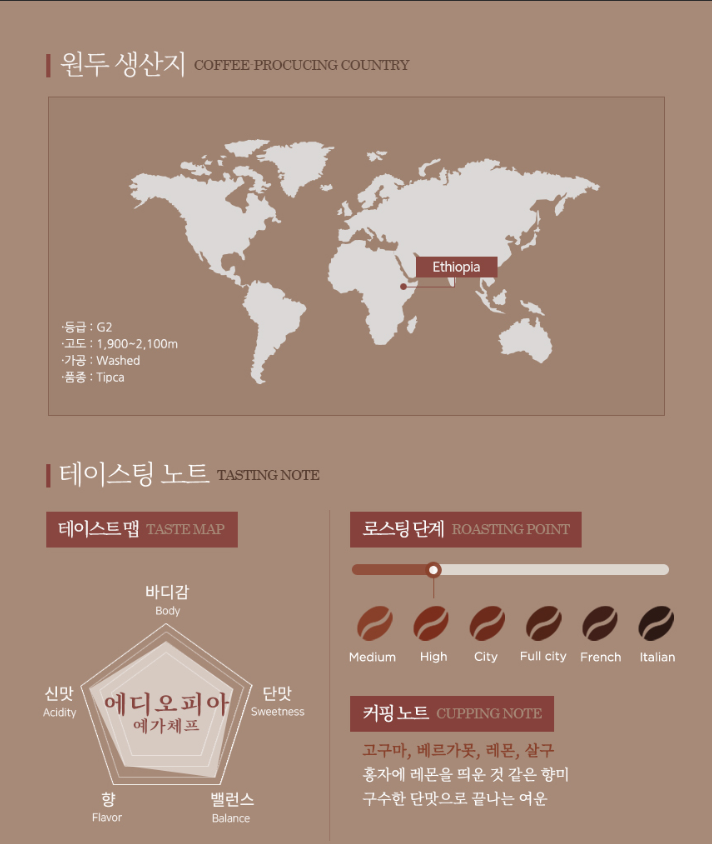 원두 생산지 COFFEE-PROCUCING COUNTRY
Ethiopia
·등급 : G2
·고도 : 1,900~2,100m
·가공 : Washed
·품종 : Tipca
테이스팅 노트 TASTING NOTE
테이스트 맵 TASTE MAP
바디감
Body
신맛
Acidity
단맛
Sweetness
에디오피아
예가체프
향
Flavor
밸런스
Balance
로스팅 단계 ROASTING POINT
Medium High City Full city French Italian
커핑 노트 CUPPING NOTE
고구마, 베르가못, 레몬, 살구
홍차에 레몬을 띄운 것 같은 향미
구수한 단맛으로 끝나는 여운